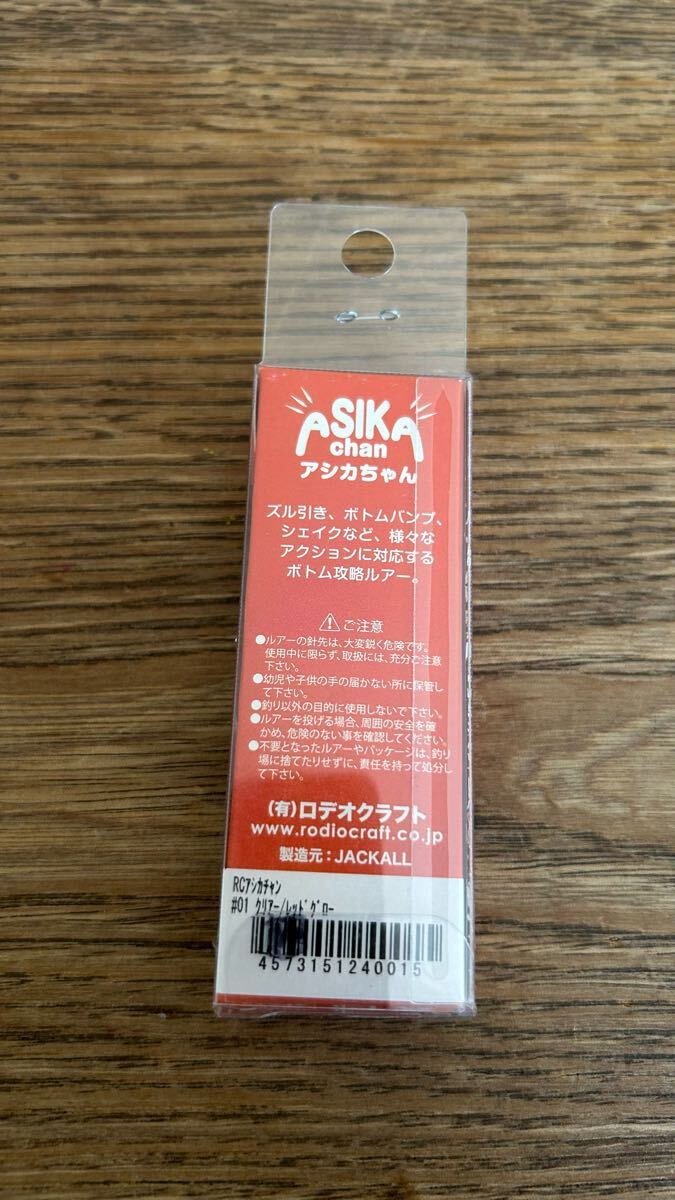 ASIKA
chan
アシカちゃん
ズル引き、ボトムバンプ、
シェイクなど、様々な
アクションに対応する
ボトム攻略ルアー。
⚠ご注意
●ルアーの針先は、大変鋭く危険です。
使用中に限らず、取扱には、充分ご注意
下さい。
●幼児や子供の手の届かない所に保管し
て下さい。
●釣り以外の目的に使用しないで下さい。
●ルアーを投げる場合、周囲の安全を確
かめ、危険のない事を確認してください。
●不要となったルアーやパッケージは、釣り
場に捨てたりせずに、責任を持って処分し
て下さい。
(有)ロデオクラフト
www.rodiocraft.co.jp
製造元：JACKALL
RCｱｼｶﾁｬﾝ
#01 ｸﾘｱｰ/ﾚｯﾄﾞｸﾞﾛｰ
4573151240015